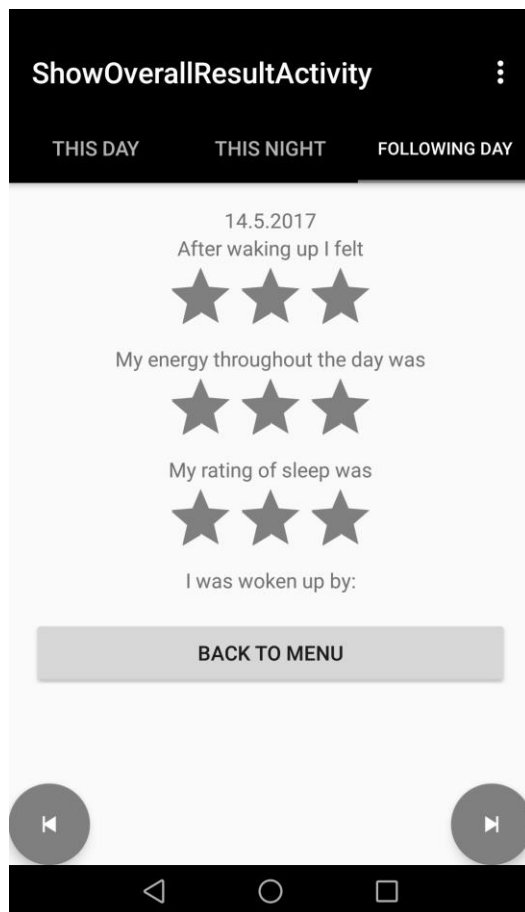 ShowOverallResultActivity
THIS DAY THIS NIGHT FOLLOWING DAY
14.5.2017
After waking up I felt
My energy throughout the day was
My rating of sleep was
I was woken up by:
BACK TO MENU